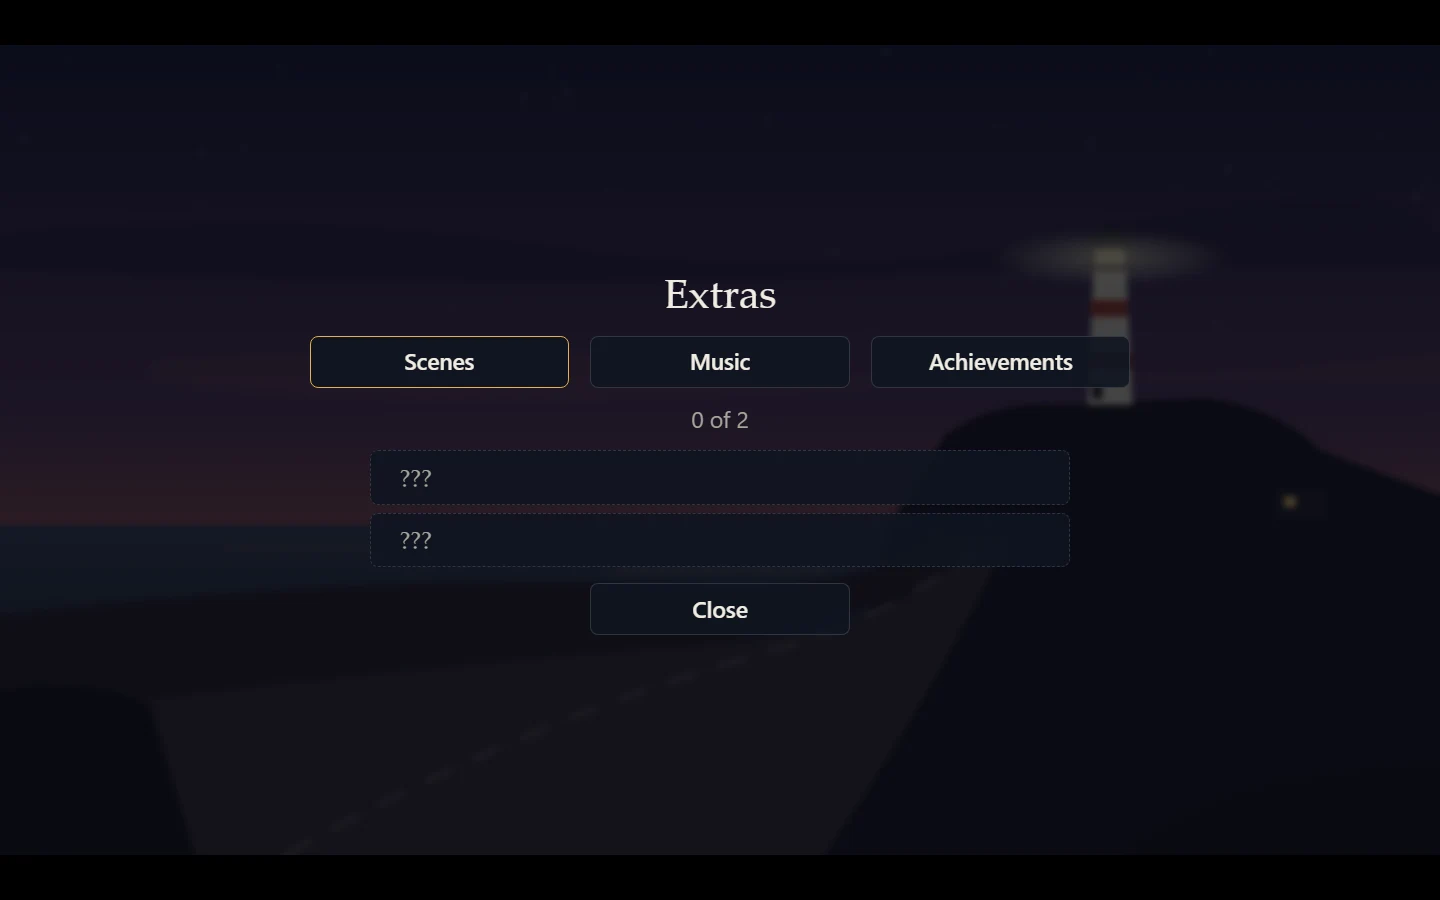 Extras
Scenes
Music
Achievements
0 of 2
???
???
Close